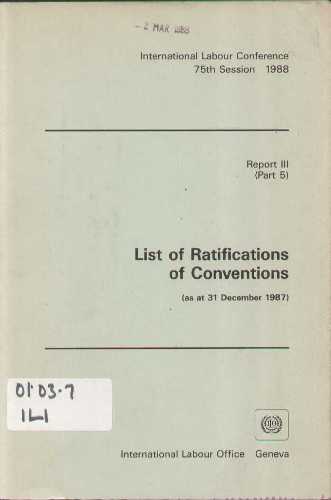 - 2 MAR 1988
International Labour Conference
75th Session 1988
Report III
(Part 5)
List of Ratifications
of Conventions
(as at 31 December 1987)
01·03·7
ILI
International Labour Office Geneva